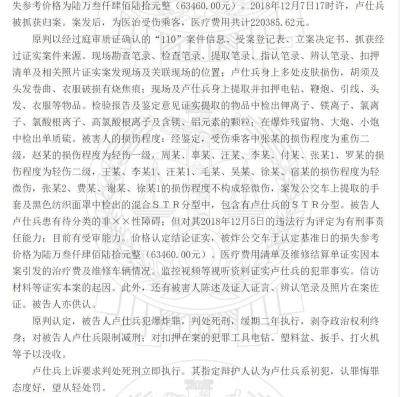 失参考价格为陆万叁仟肆佰陆拾元整（63460.00元）。2018年12月7日17时许，卢仕兵
被抓获归案。案发后，为医治受伤乘客，医疗费用共计220385.62元。
原判以经过庭审质证确认的“110”案件信息、受案登记表、立案决定书、抓获经
过证实案件来源。现场勘查笔录、检查笔录、提取笔录、指认笔录、辨认笔录、扣押
清单及相关照片证实案发现场及关联现场的位置；卢仕兵身上多处皮肤损伤，胡须及
头发卷曲、衣服破损有烧焦痕；现场及卢仕兵身上提取并扣押电钻、鞭炮、引线、头
发、衣服等物品。检验报告及鉴定意见证实提取的物品中检出钾离子、镁离子、氯离
子、氯酸根离子、高氯酸根离子及含镁、铝元素的颗粒；在爆炸残留物、大炮、小炮
中检出单质硫。被害人的损伤程度：经鉴定，受伤乘客中张某的损伤程度为重伤二
级，赵某的损伤程度为轻伤一级，周某、辜某、汪某、李某、付某、张某1、罗某的损
伤程度为轻伤二级，王某、李某1、汪某1、毛某、吴某、徐某、宿某的损伤程度为轻
微伤，张某2、费某、谢某、徐某1的损伤程度不构成轻微伤，案发公交车上提取的手
套及黑色纺织面罩中检出的混合ＳＴＲ分型中，包含有卢仕兵的ＳＴＲ分型。被告人
卢仕兵患有待分类的非××性障碍；但对其2018年12月5日的违法行为评定为有刑事责
任能力；目前有受审能力。价格认定结论证实，被炸公交车于认定基准日的损失参考
价格为陆万叁仟肆佰陆拾元整（63460.00元）。医疗费用清单及维修结算单证实因本
案引发的治疗费及维修车辆情况。监控视频等视听资料证实卢仕兵的犯罪事实。信访
材料等证实本案的起因。此外，还有被害人陈述及证人证言、辨认笔录及照片在案佐
证。被告人亦供认。
原判认定，被告人卢仕兵犯爆炸罪，判处死刑，缓期二年执行，剥夺政治权利终
身；对被告人卢仕兵限制减刑；对扣押在案的犯罪工具电钻、塑料盆、扳手、打火机
等予以没收。
卢仕兵上诉要求判处死刑立即执行。其指定辩护人认为卢仕兵系初犯，认罪悔罪
态度好，望从轻处罚。